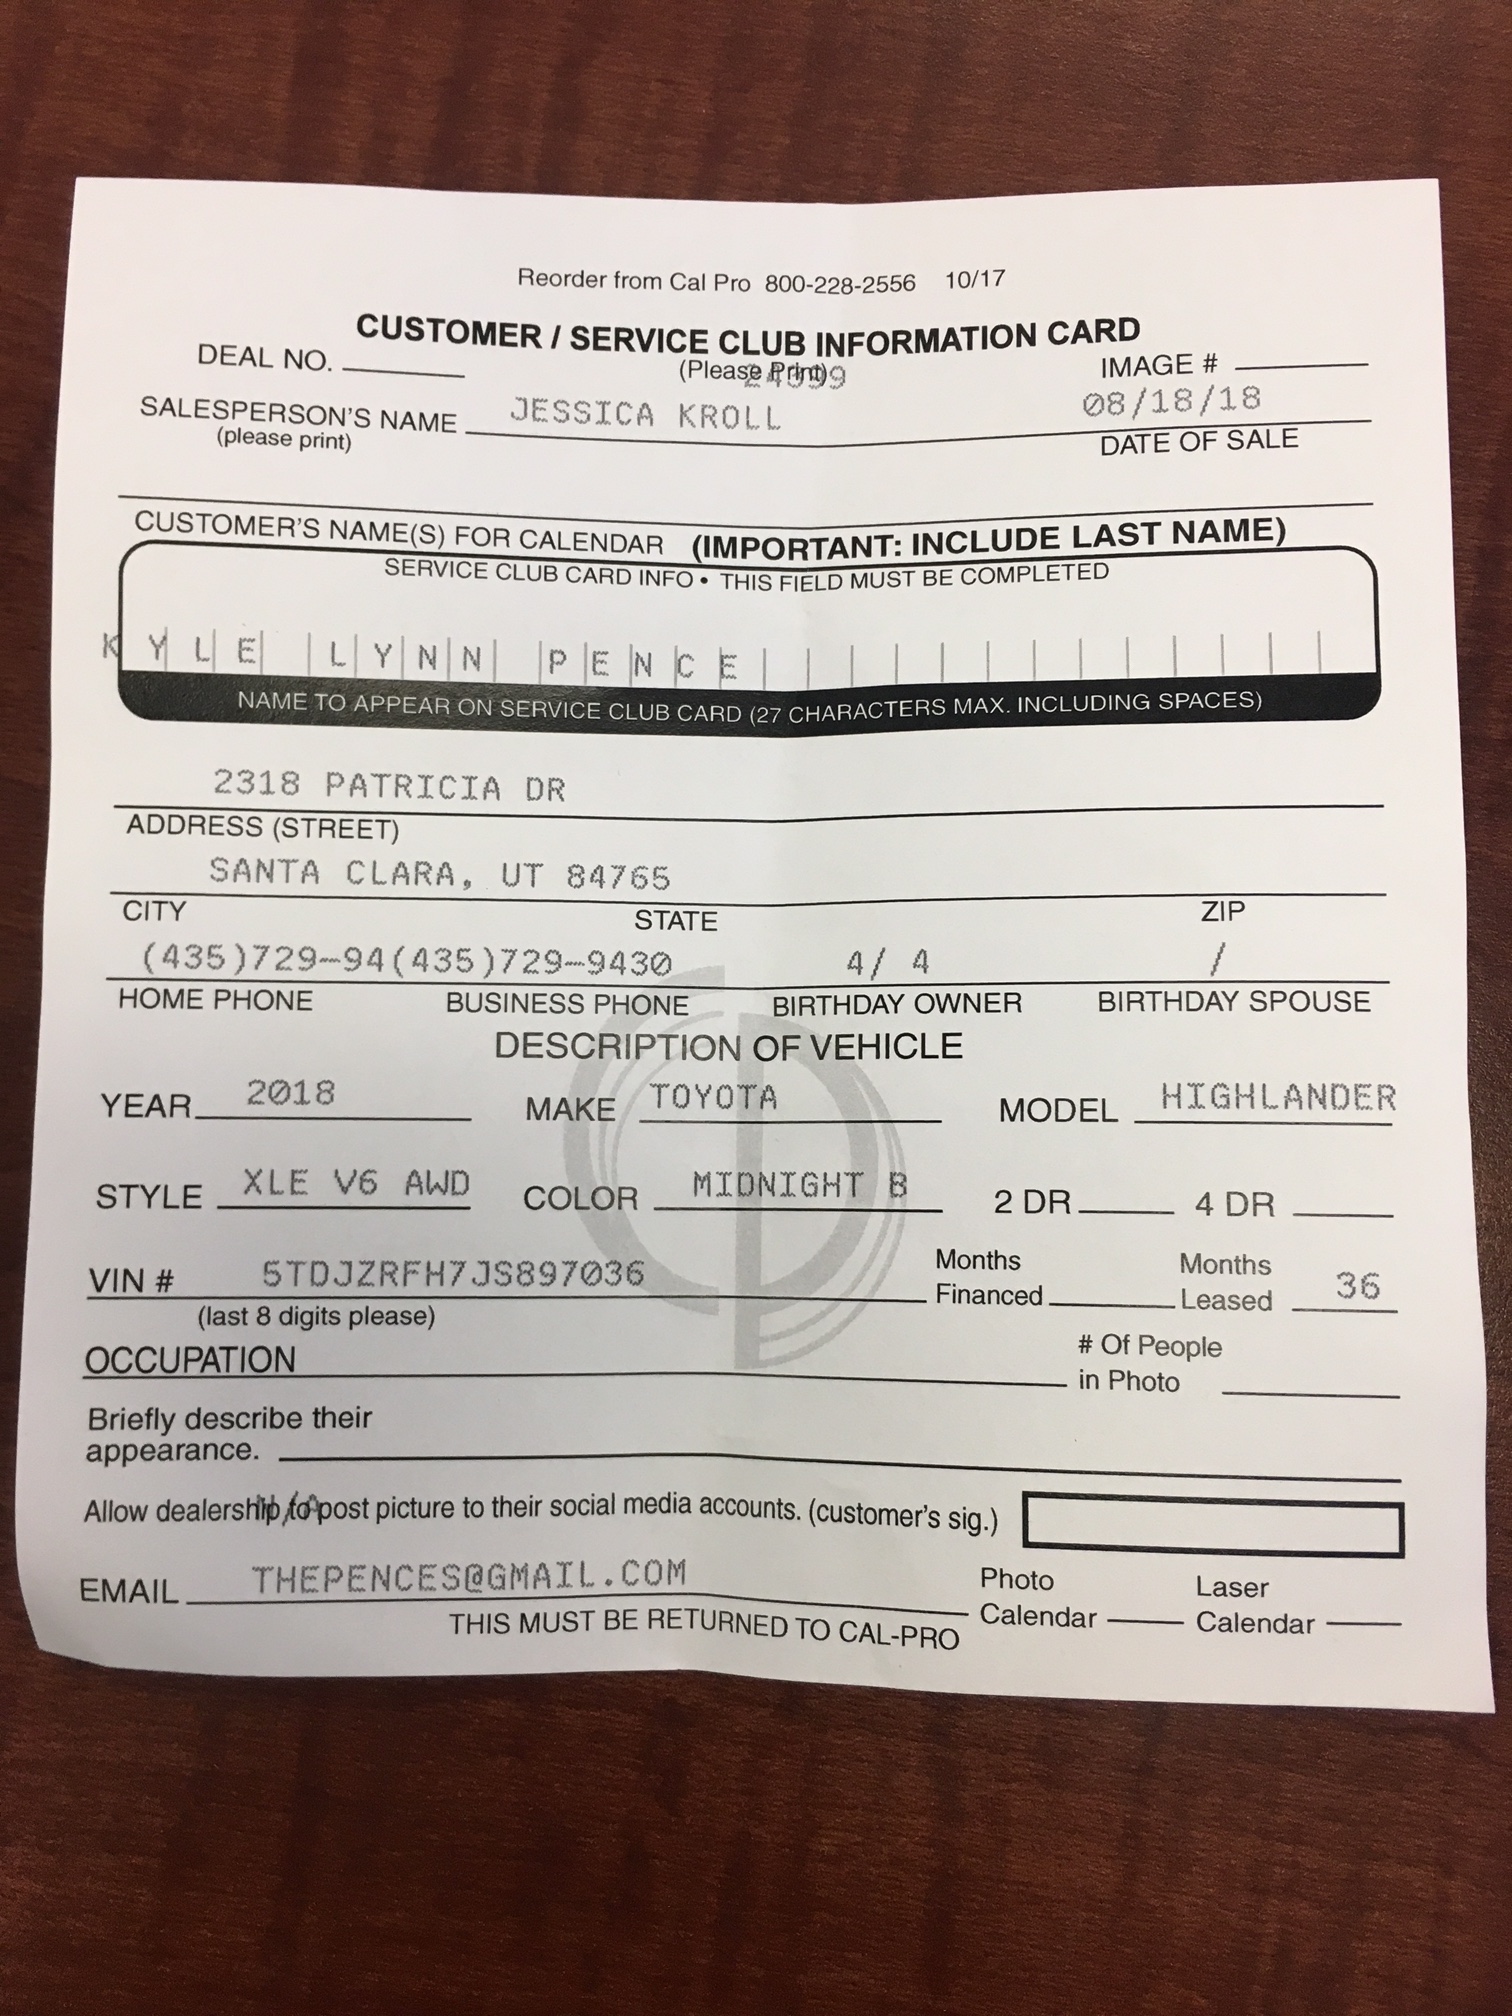 Reorder from Cal Pro 800-228-2556 10/17
CUSTOMER / SERVICE CLUB INFORMATION CARD
DEAL NO. (Please Print) IMAGE #
SALESPERSON'S NAME JESSICA KROLL 08/18/18
(please print) DATE OF SALE
CUSTOMER'S NAME(S) FOR CALENDAR (IMPORTANT: INCLUDE LAST NAME)
SERVICE CLUB CARD INFO • THIS FIELD MUST BE COMPLETED
KYLE LYNN PENCE
NAME TO APPEAR ON SERVICE CLUB CARD (27 CHARACTERS MAX. INCLUDING SPACES)
2318 PATRICIA DR
ADDRESS (STREET)
SANTA CLARA, UT 84765
CITY STATE ZIP
(435)729-94(435)729-9430 4/ 4 /
HOME PHONE BUSINESS PHONE BIRTHDAY OWNER BIRTHDAY SPOUSE
DESCRIPTION OF VEHICLE
YEAR 2018 MAKE TOYOTA MODEL HIGHLANDER
STYLE XLE V6 AWD COLOR MIDNIGHT B 2 DR 4 DR
VIN # 5TDJZRFH7JS897036 Months Financed Months Leased 36
(last 8 digits please)
OCCUPATION # Of People in Photo
Briefly describe their
appearance.
Allow dealership to post picture to their social media accounts. (customer's sig.)
EMAIL THEPENCES@GMAIL.COM Photo Calendar Laser Calendar
THIS MUST BE RETURNED TO CAL-PRO